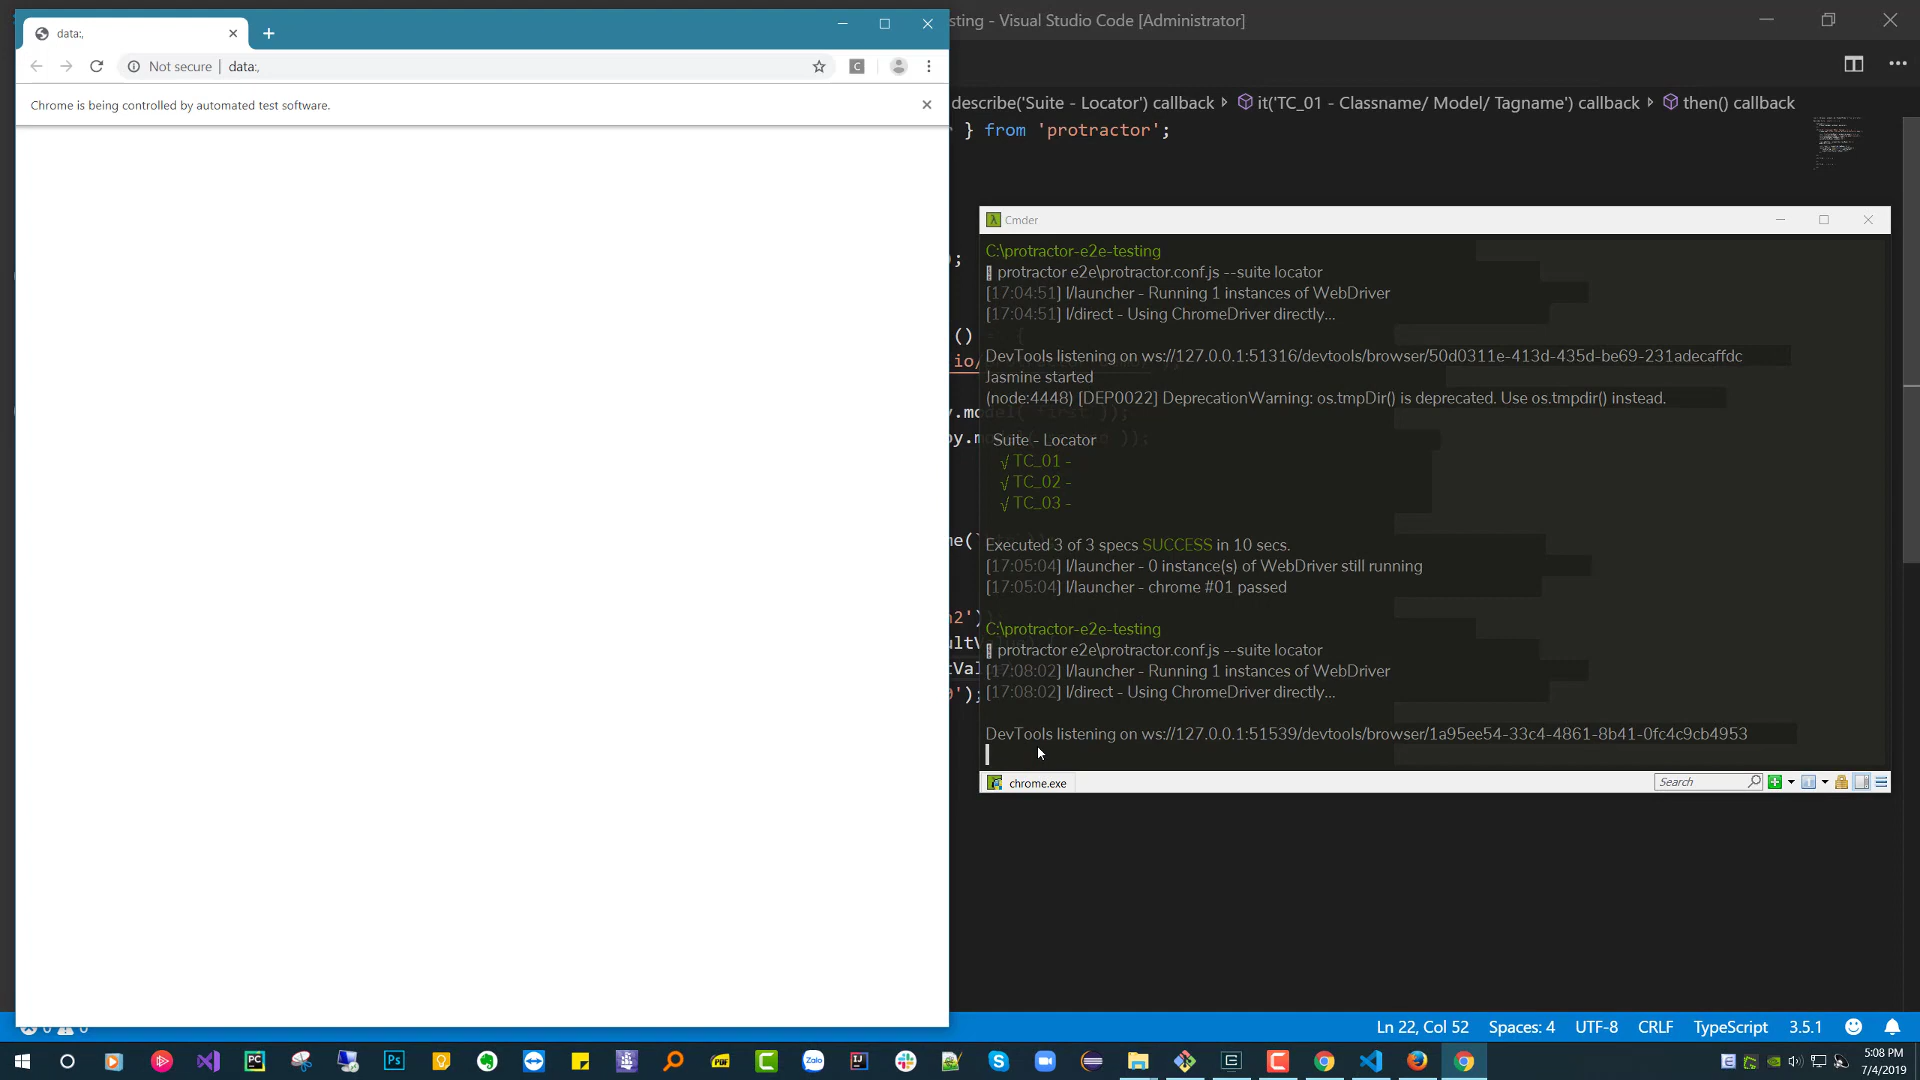 data:,
Not secure | data:,
Chrome is being controlled by automated test software.
sting - Visual Studio Code [Administrator]
describe('Suite - Locator') callback
it('TC_01 - Classname/ Model/ Tagname') callback
then() callback
} from 'protractor';
);
() {
io/
y.model( first ));
by.m
me(
n2')
ultV
tVal
0');
Cmder
C:\protractor-e2e-testing
protractor e2e\protractor.conf.js --suite locator
[17:04:51] I/launcher - Running 1 instances of WebDriver
[17:04:51] I/direct - Using ChromeDriver directly...
DevTools listening on ws://127.0.0.1:51316/devtools/browser/50d0311e-413d-435d-be69-231adecaffdc
Jasmine started
(node:4448) [DEP0022] DeprecationWarning: os.tmpDir() is deprecated. Use os.tmpdir() instead.
Suite - Locator
√ TC_01 -
√ TC_02 -
√ TC_03 -
Executed 3 of 3 specs SUCCESS in 10 secs.
[17:05:04] I/launcher - 0 instance(s) of WebDriver still running
[17:05:04] I/launcher - chrome #01 passed
C:\protractor-e2e-testing
protractor e2e\protractor.conf.js --suite locator
[17:08:02] I/launcher - Running 1 instances of WebDriver
[17:08:02] I/direct - Using ChromeDriver directly...
DevTools listening on ws://127.0.0.1:51539/devtools/browser/1a95ee54-33c4-4861-8b41-0fc4c9cb4953
chrome.exe
Search
Ln 22, Col 52
Spaces: 4
UTF-8
CRLF
TypeScript
3.5.1
5:08 PM
7/4/2019